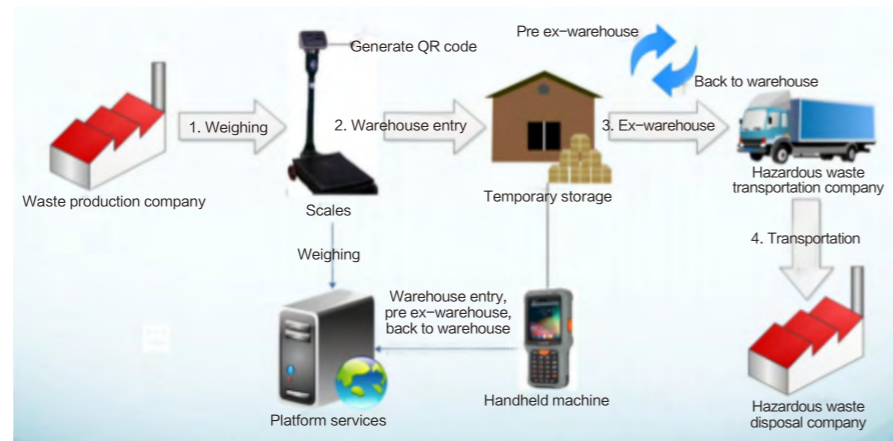 Pre ex-warehouse
Generate QR code
Back to warehouse
1. Weighing
2. Warehouse entry
3. Ex-warehouse
Hazardous waste
transportation company
Waste production company
Scales
Temporary storage
4. Transportation
Weighing
Warehouse entry,
pre ex-warehouse,
back to warehouse
Platform services
Handheld machine
Hazardous waste
disposal company